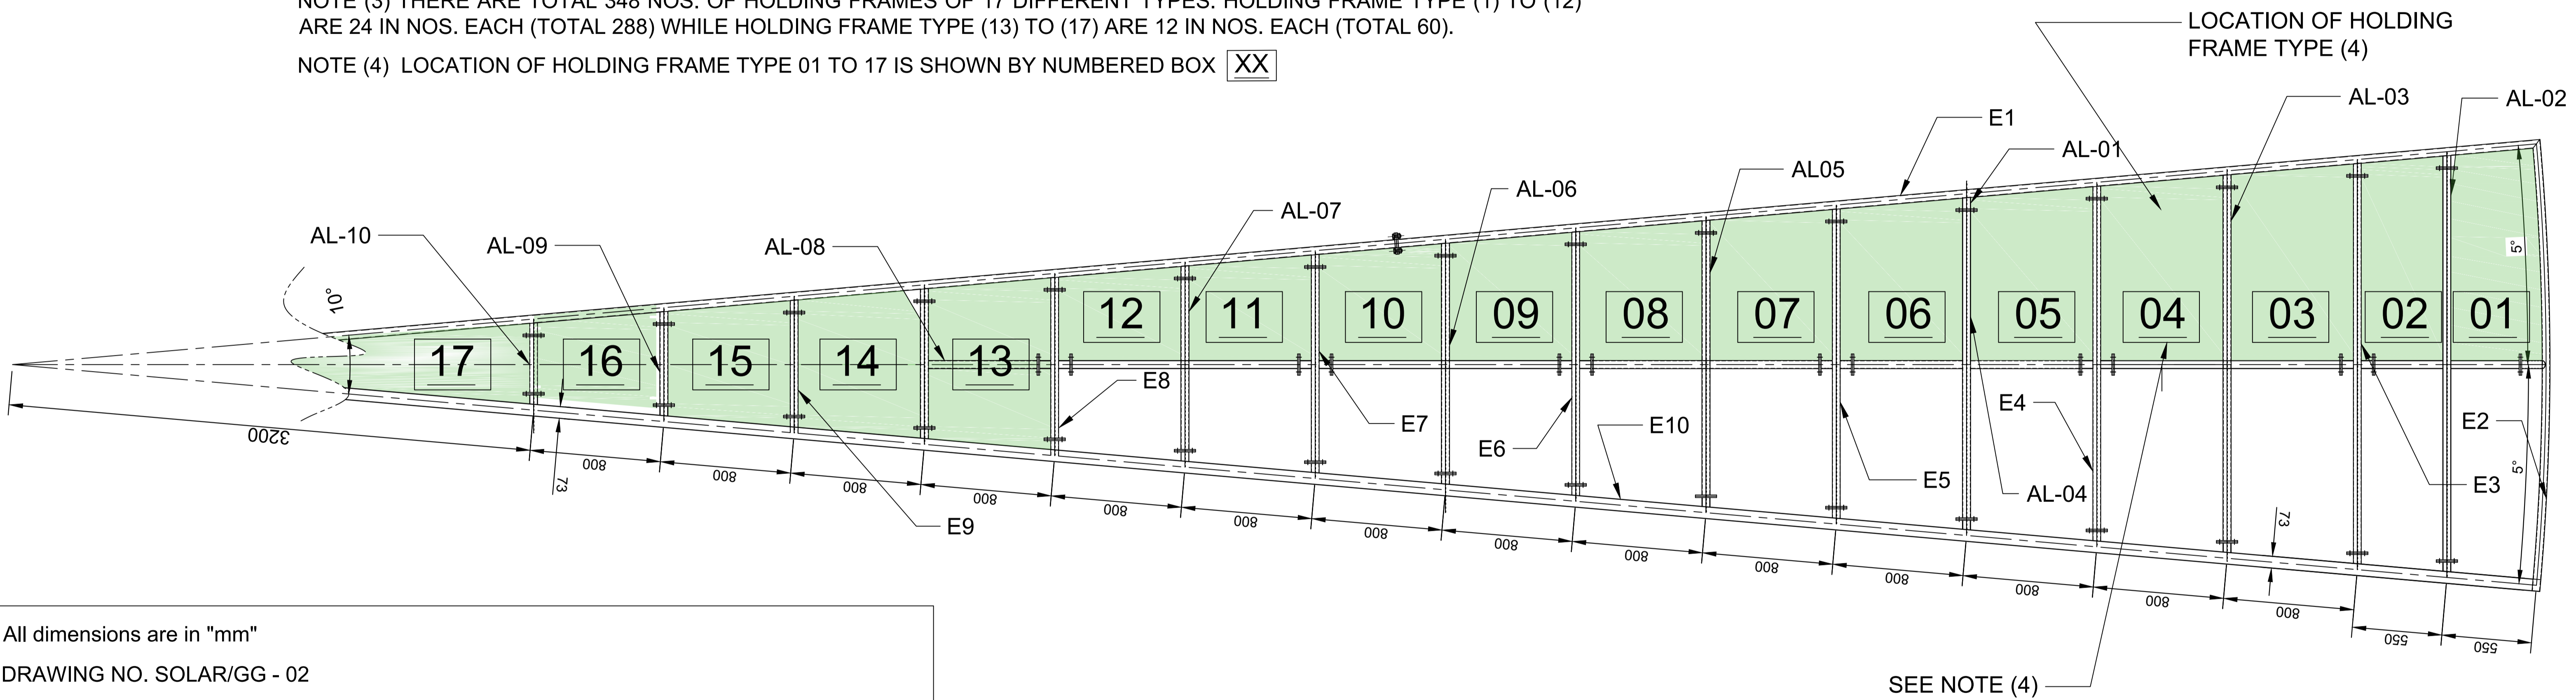 NOTE (3) THERE ARE TOTAL 348 NOS. OF HOLDING FRAMES OF 17 DIFFERENT TYPES. HOLDING FRAME TYPE (1) TO (12)
ARE 24 IN NOS. EACH (TOTAL 288) WHILE HOLDING FRAME TYPE (13) TO (17) ARE 12 IN NOS. EACH (TOTAL 60).
NOTE (4) LOCATION OF HOLDING FRAME TYPE 01 TO 17 IS SHOWN BY NUMBERED BOX XX
LOCATION OF HOLDING
FRAME TYPE (4)
AL-03
AL-02
E1
AL-01
AL05
AL-06
AL-07
AL-10
AL-09
AL-08
10°
5°
17
16
15
14
13
12
11
10
09
08
07
06
05
04
03
02
01
E8
E7
E6
E10
E5
E4
AL-04
E3
E2
5°
E9
3200
73
800
800
800
800
800
800
800
800
800
800
800
800
800
800
550
550
73
All dimensions are in "mm"
DRAWING NO. SOLAR/GG - 02
SEE NOTE (4)